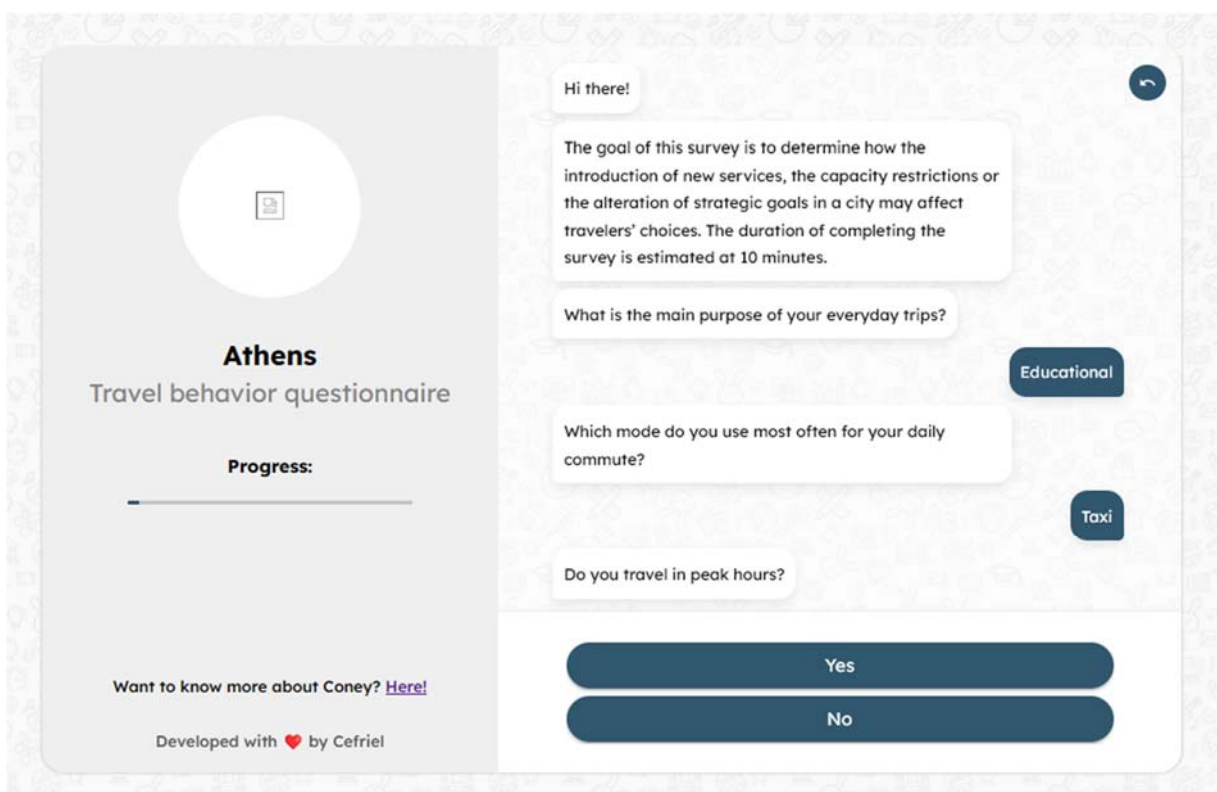 Athens
Travel behavior questionnaire
Progress:
Want to know more about Coney? Here!
Developed with ❤️ by Cefriel
Hi there!
The goal of this survey is to determine how the
introduction of new services, the capacity restrictions or
the alteration of strategic goals in a city may affect
travelers’ choices. The duration of completing the
survey is estimated at 10 minutes.
What is the main purpose of your everyday trips?
Educational
Which mode do you use most often for your daily
commute?
Taxi
Do you travel in peak hours?
Yes
No